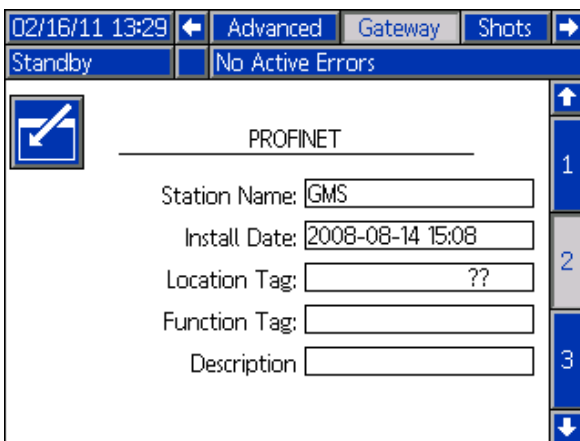 02/16/11 13:29 Advanced Gateway Shots
Standby No Active Errors
PROFINET
1
Station Name: GMS
Install Date: 2008-08-14 15:08
2
Location Tag: ??
Function Tag:
3
Description